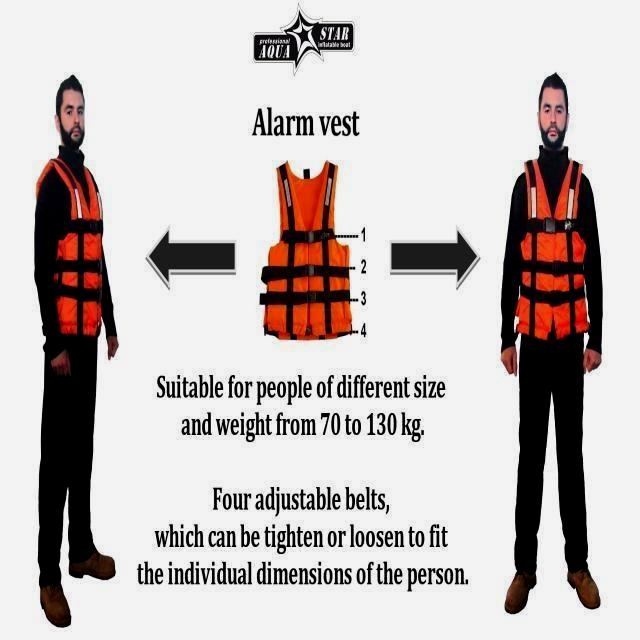 professional
AQUA
STAR
inflatable boat
Alarm vest
1
2
3
4
Suitable for people of different size
and weight from 70 to 130 kg.
Four adjustable belts,
which can be tighten or loosen to fit
the individual dimensions of the person.